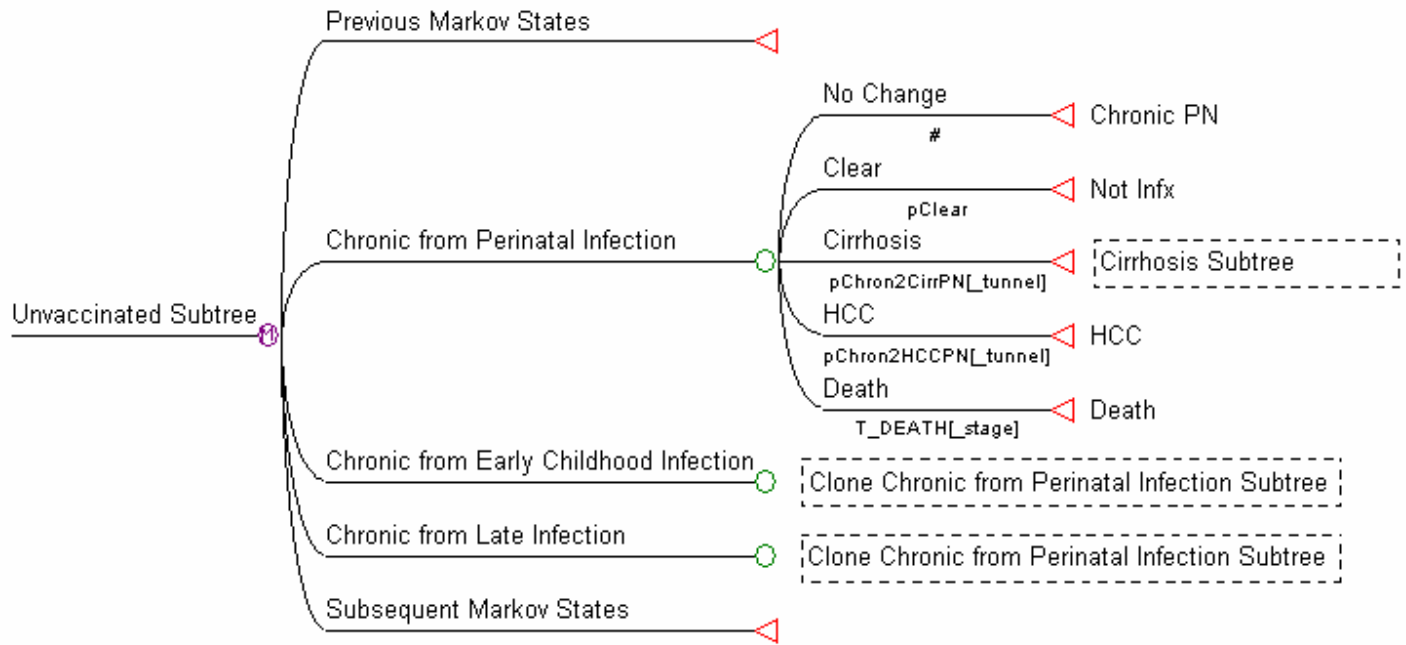 Previous Markov States
No Change
#
Chronic PN
Clear
pClear
Not Infx
Chronic from Perinatal Infection
Cirrhosis
pChron2CirrPN[_tunnel]
Cirrhosis Subtree
Unvaccinated Subtree
M
HCC
pChron2HCCPN[_tunnel]
HCC
Death
T_DEATH[_stage]
Death
Chronic from Early Childhood Infection
Clone Chronic from Perinatal Infection Subtree
Chronic from Late Infection
Clone Chronic from Perinatal Infection Subtree
Subsequent Markov States